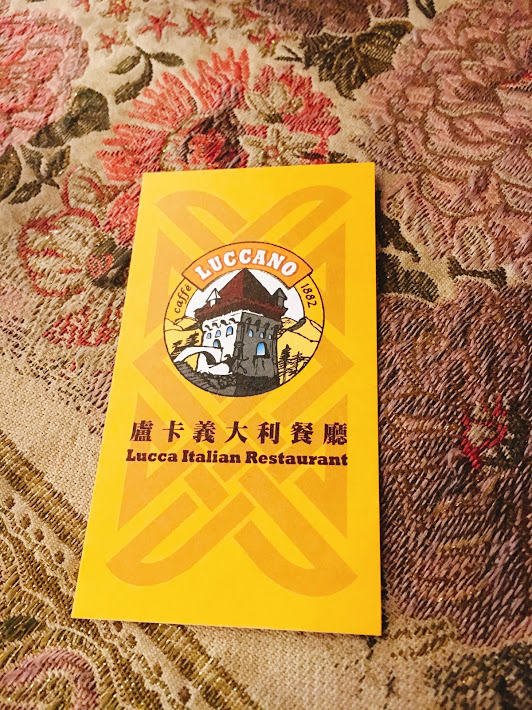 LUCCANO
caffè 1882
盧卡義大利餐廳
Lucca Italian Restaurant